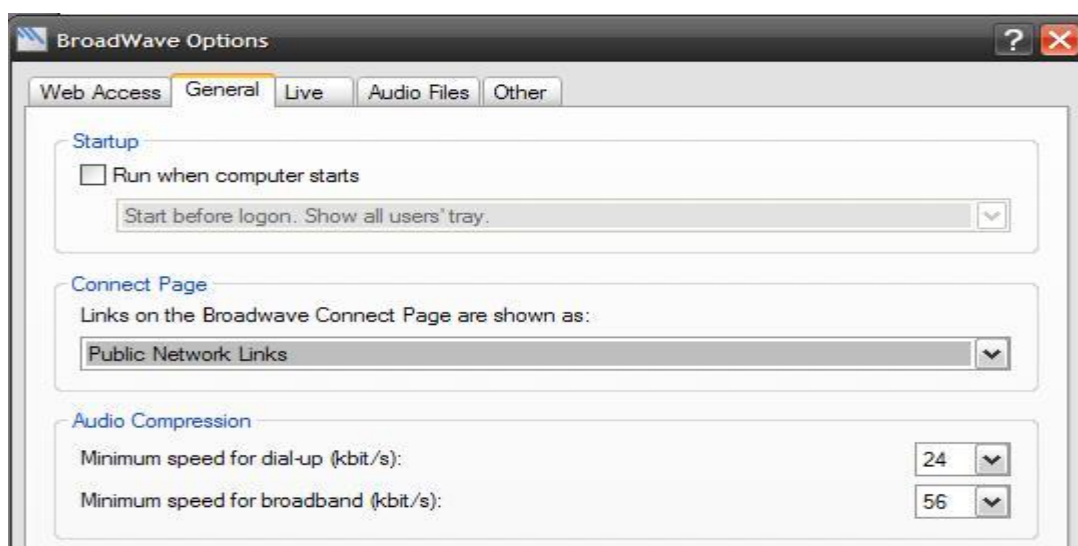 BroadWave Options
?
Web Access General Live Audio Files Other
Startup
Run when computer starts
Start before logon. Show all users' tray.
Connect Page
Links on the Broadwave Connect Page are shown as:
Public Network Links
Audio Compression
Minimum speed for dial-up (kbit/s): 24
Minimum speed for broadband (kbit/s): 56